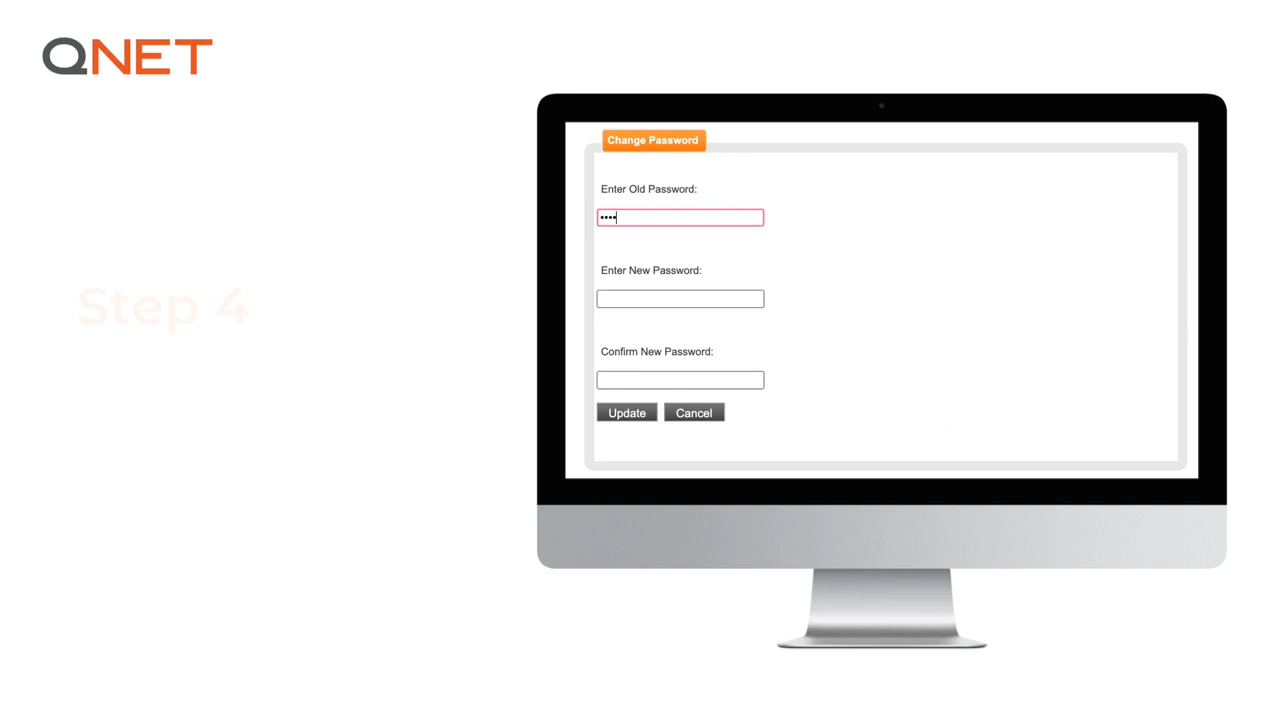 QNET
Step 4
Change Password
Enter Old Password:
••••
Enter New Password:
Confirm New Password:
Update Cancel